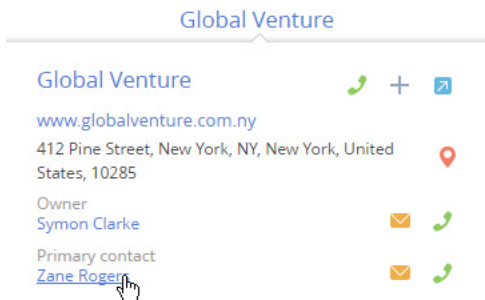 Global Venture
Global Venture
www.globalventure.com.ny
412 Pine Street, New York, NY, New York, United
States, 10285
Owner
Symon Clarke
Primary contact
Zane Rogers